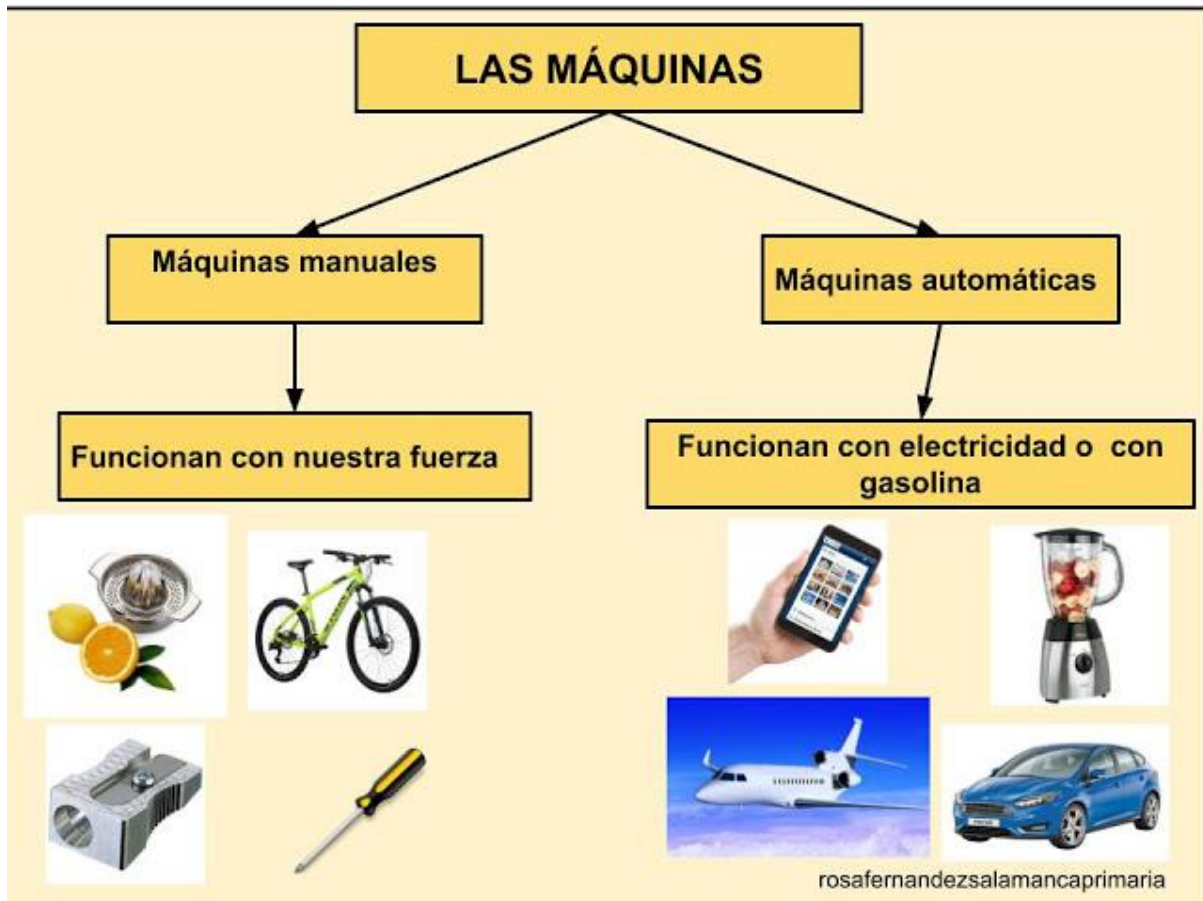 LAS MÁQUINAS
Máquinas manuales
Máquinas automáticas
Funcionan con nuestra fuerza
Funcionan con electricidad o con
gasolina
rosafernandezsalamancaprimaria